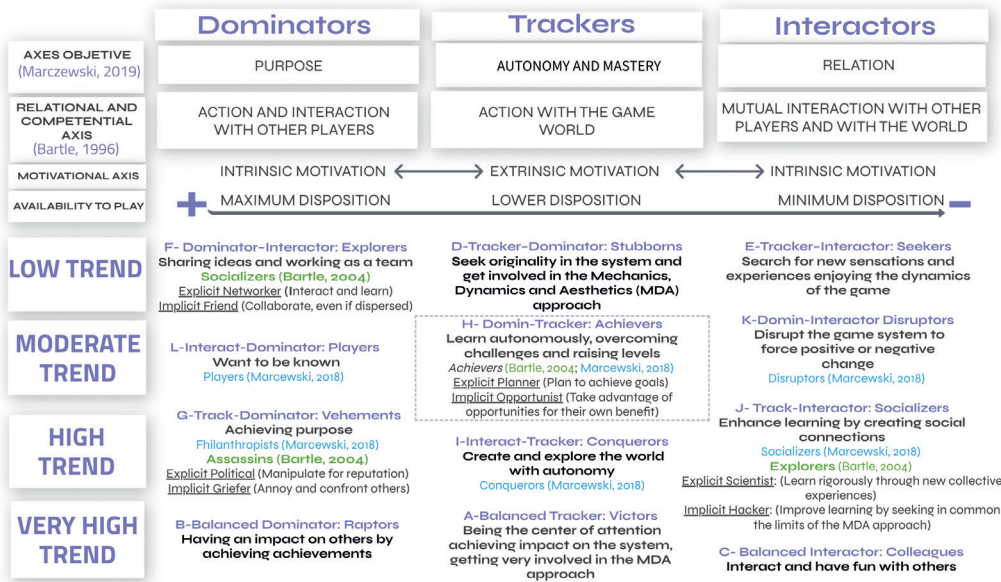 Dominators
Trackers
Interactors
AXES OBJETIVE
(Marczewski, 2019)
PURPOSE
AUTONOMY AND MASTERY
RELATION
RELATIONAL AND
COMPETENTIAL
AXIS
(Bartle, 1996)
ACTION AND INTERACTION
WITH OTHER PLAYERS
ACTION WITH THE GAME
WORLD
MUTUAL INTERACTION WITH OTHER
PLAYERS AND WITH THE WORLD
MOTIVATIONAL AXIS
INTRINSIC MOTIVATION
EXTRINSIC MOTIVATION
INTRINSIC MOTIVATION
AVAILABILITY TO PLAY
+
MAXIMUM DISPOSITION
LOWER DISPOSITION
MINIMUM DISPOSITION
-
LOW TREND
MODERATE
TREND
HIGH
TREND
VERY HIGH
TREND
F- Dominator-Interactor: Explorers
Sharing ideas and working as a team
Socializers (Bartle, 2004)
Explicit Networker (Interact and learn)
Implicit Friend (Collaborate, even if dispersed)
L-Interact-Dominator: Players
Want to be known
Players (Marcewski, 2018)
G-Track-Dominator: Vehements
Achieving purpose
Fhilanthropists (Marcewski, 2018)
Assassins (Bartle, 2004)
Explicit Political (Manipulate for reputation)
Implicit Griefer (Annoy and confront others)
B-Balanced Dominator: Raptors
Having an impact on others by
achieving achievements
D-Tracker-Dominator: Stubborns
Seek originality in the system and
get involved in the Mechanics,
Dynamics and Aesthetics (MDA)
approach
H- Domin-Tracker: Achievers
Learn autonomously, overcoming
challenges and raising levels
Achievers (Bartle, 2004; Marcewski, 2018)
Explicit Planner (Plan to achieve goals)
Implicit Opportunist (Take advantage of
opportunities for their own benefit)
I-Interact-Tracker: Conquerors
Create and explore the world
with autonomy
Conquerors (Marcewski, 2018)
A-Balanced Tracker: Victors
Being the center of attention
achieving impact on the system,
getting very involved in the MDA
approach
E-Tracker-Interactor: Seekers
Search for new sensations and
experiences enjoying the dynamics
of the game
K-Domin-Interactor Disruptors
Disrupt the game system to
force positive or negative
change
Disruptors (Marcewski, 2018)
J- Track-Interactor: Socializers
Enhance learning by creating social
connections
Socializers (Marcewski, 2018)
Explorers (Bartle, 2004)
Explicit Scientist: (Learn rigorously through new collective
experiences)
Implicit Hacker: (Improve learning by seeking in common
the limits of the MDA approach)
C- Balanced Interactor: Colleagues
Interact and have fun with others